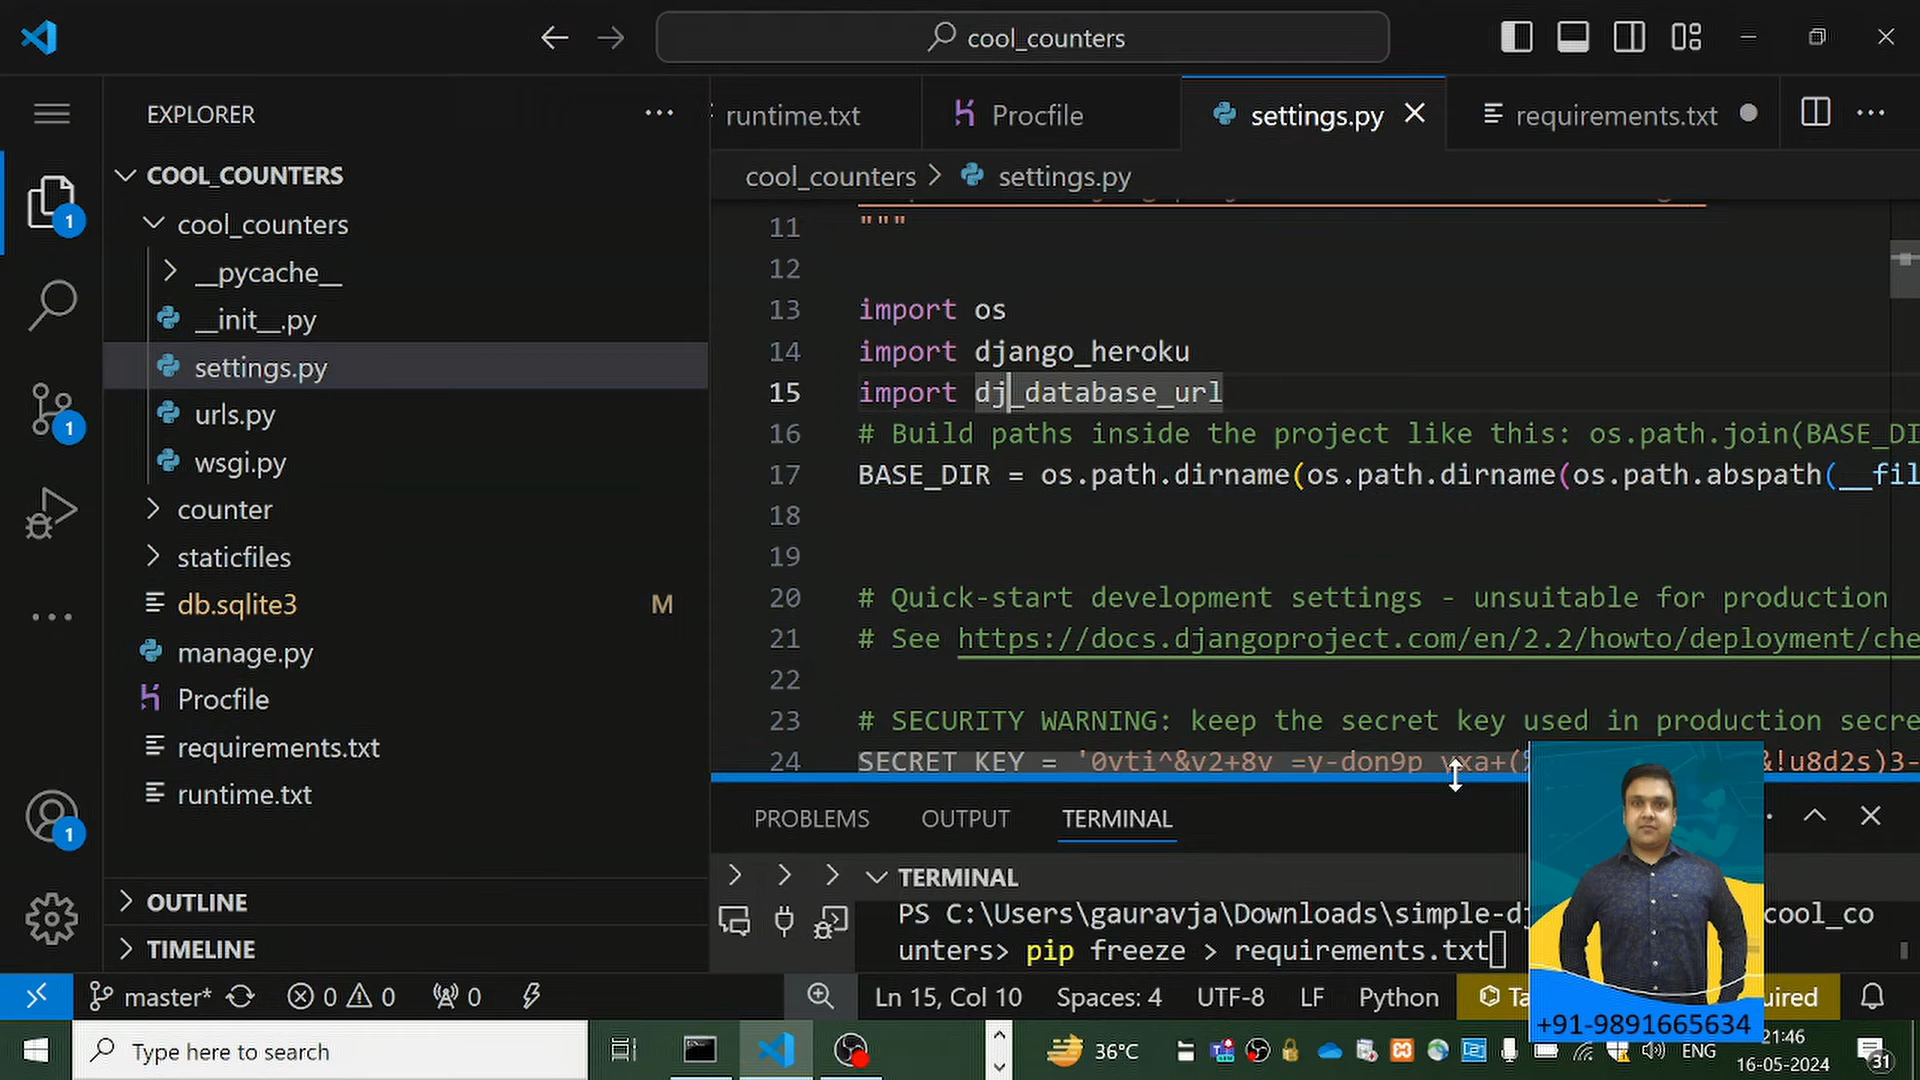 cool_counters
EXPLORER
COOL_COUNTERS
cool_counters
__pycache__
__init__.py
settings.py
urls.py
wsgi.py
counter
staticfiles
db.sqlite3 M
manage.py
Procfile
requirements.txt
runtime.txt
OUTLINE
TIMELINE
1
1
1
runtime.txt
Procfile
settings.py
requirements.txt
cool_counters > settings.py
11 """
12
13 import os
14 import django_heroku
15 import dj_database_url
16 # Build paths inside the project like this: os.path.join(BASE_DI
17 BASE_DIR = os.path.dirname(os.path.dirname(os.path.abspath(__fil
18
19
20 # Quick-start development settings - unsuitable for production
21 # See https://docs.djangoproject.com/en/2.2/howto/deployment/che
22
23 # SECURITY WARNING: keep the secret key used in production secre
24 SECRET_KEY =
PROBLEMS OUTPUT TERMINAL
TERMINAL
PS C:\Users\gauravja\Downloads\simple-dj cool_co
unters> pip freeze > requirements.txt
master* 0 0 0 Ln 15, Col 10 Spaces: 4 UTF-8 LF Python Ta uired
+91-9891665634
Type here to search
36°C
ENG
21:46
16-05-2024
31